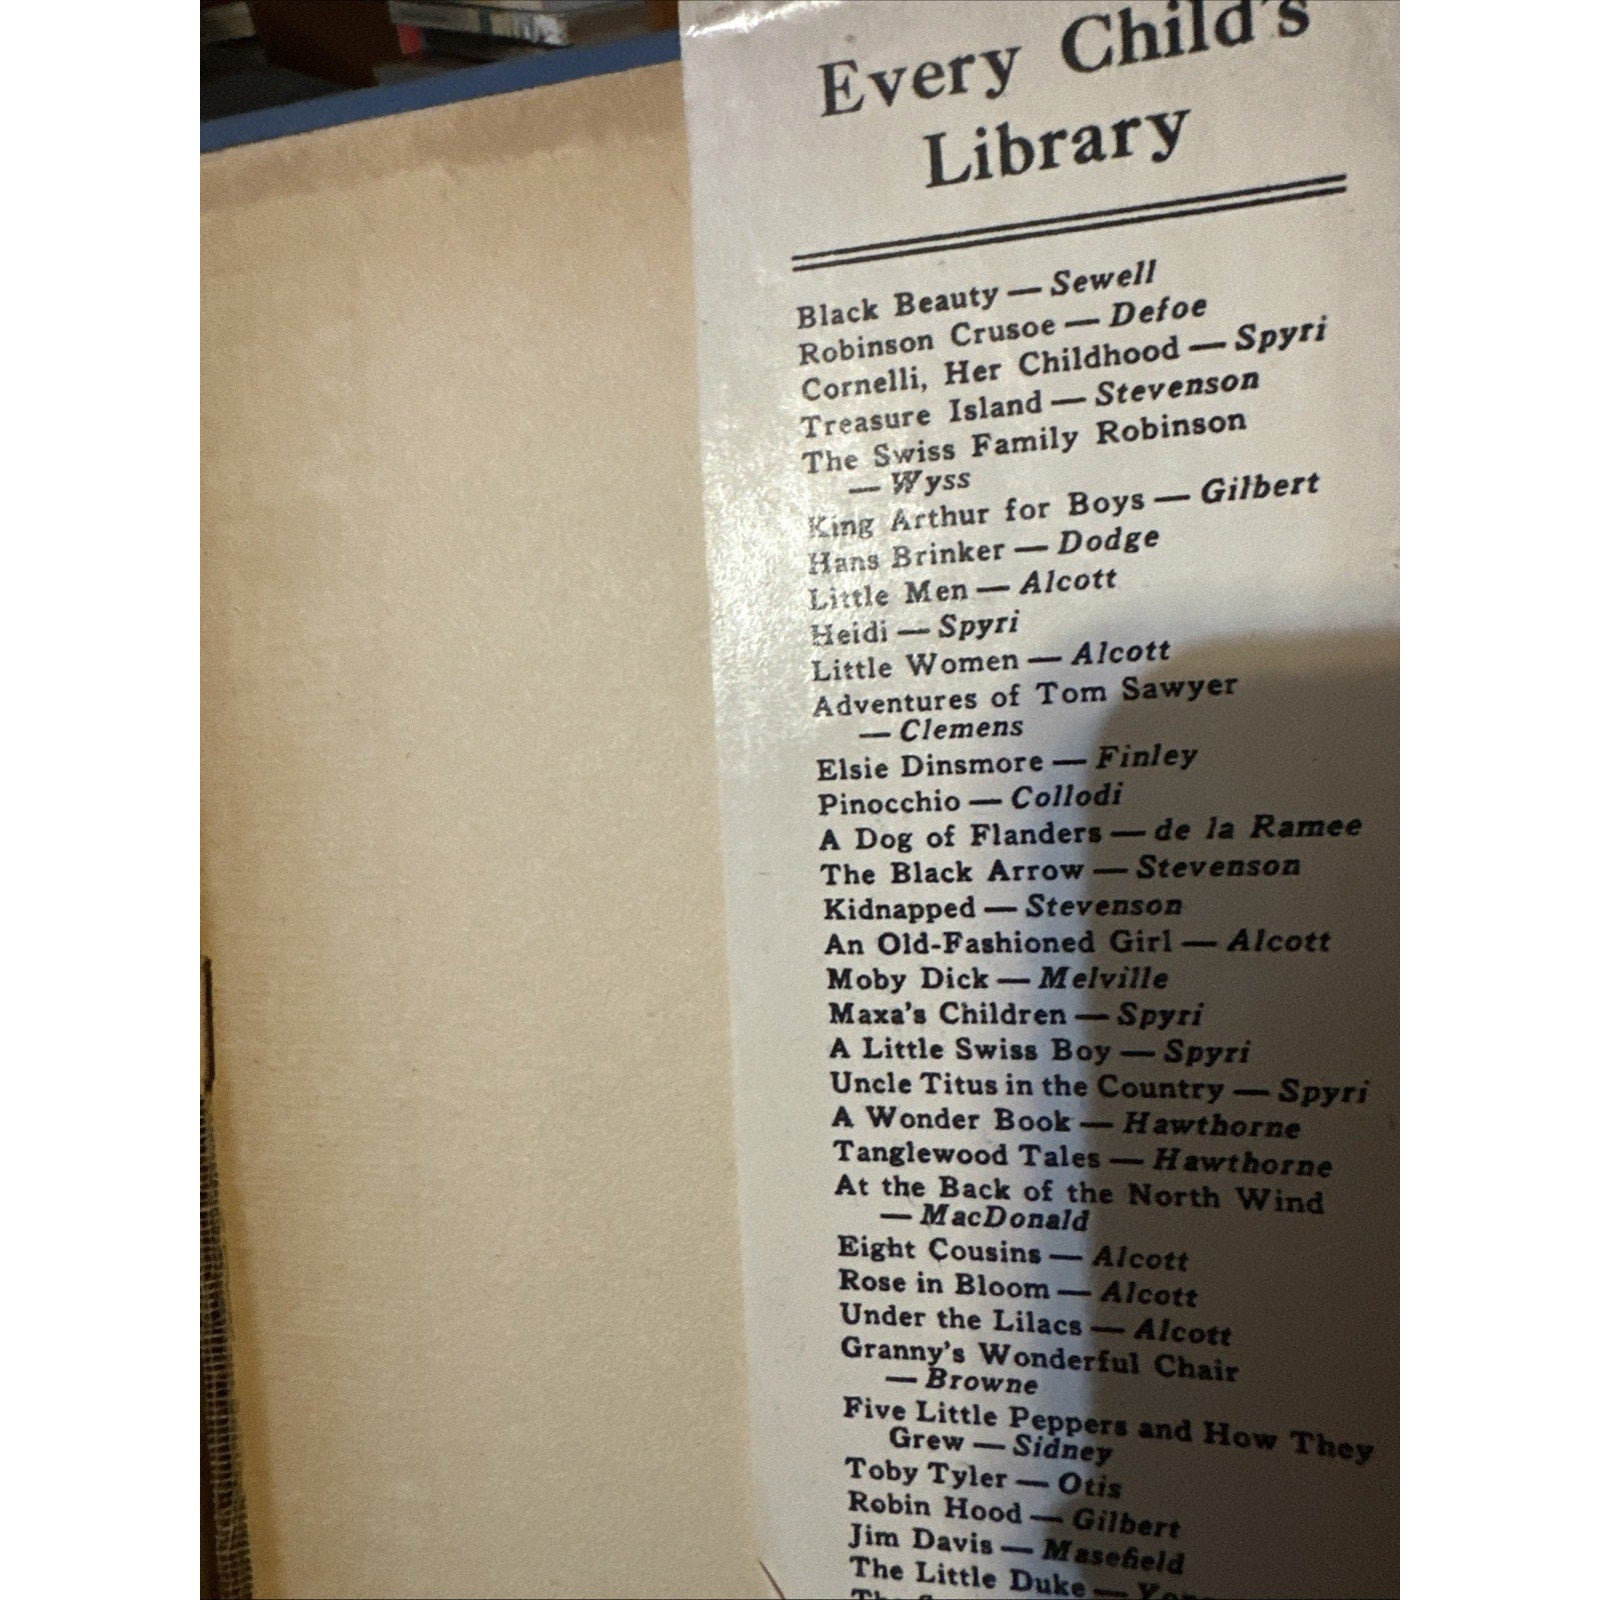 Every Child's
Library
Black Beauty — Sewell
Robinson Crusoe — Defoe
Cornelli, Her Childhood — Spyri
Treasure Island — Stevenson
The Swiss Family Robinson
— Wyss
King Arthur for Boys — Gilbert
Hans Brinker — Dodge
Little Men — Alcott
Heidi — Spyri
Little Women — Alcott
Adventures of Tom Sawyer
— Clemens
Elsie Dinsmore — Finley
Pinocchio — Collodi
A Dog of Flanders — de la Ramee
The Black Arrow — Stevenson
Kidnapped — Stevenson
An Old-Fashioned Girl — Alcott
Moby Dick — Melville
Maxa's Children — Spyri
A Little Swiss Boy — Spyri
Uncle Titus in the Country — Spyri
A Wonder Book — Hawthorne
Tanglewood Tales — Hawthorne
At the Back of the North Wind
— MacDonald
Eight Cousins — Alcott
Rose in Bloom — Alcott
Under the Lilacs — Alcott
Granny's Wonderful Chair
— Browne
Five Little Peppers and How They
Grew — Sidney
Toby Tyler — Otis
Robin Hood — Gilbert
Jim Davis — Masefield
The Little Duke —